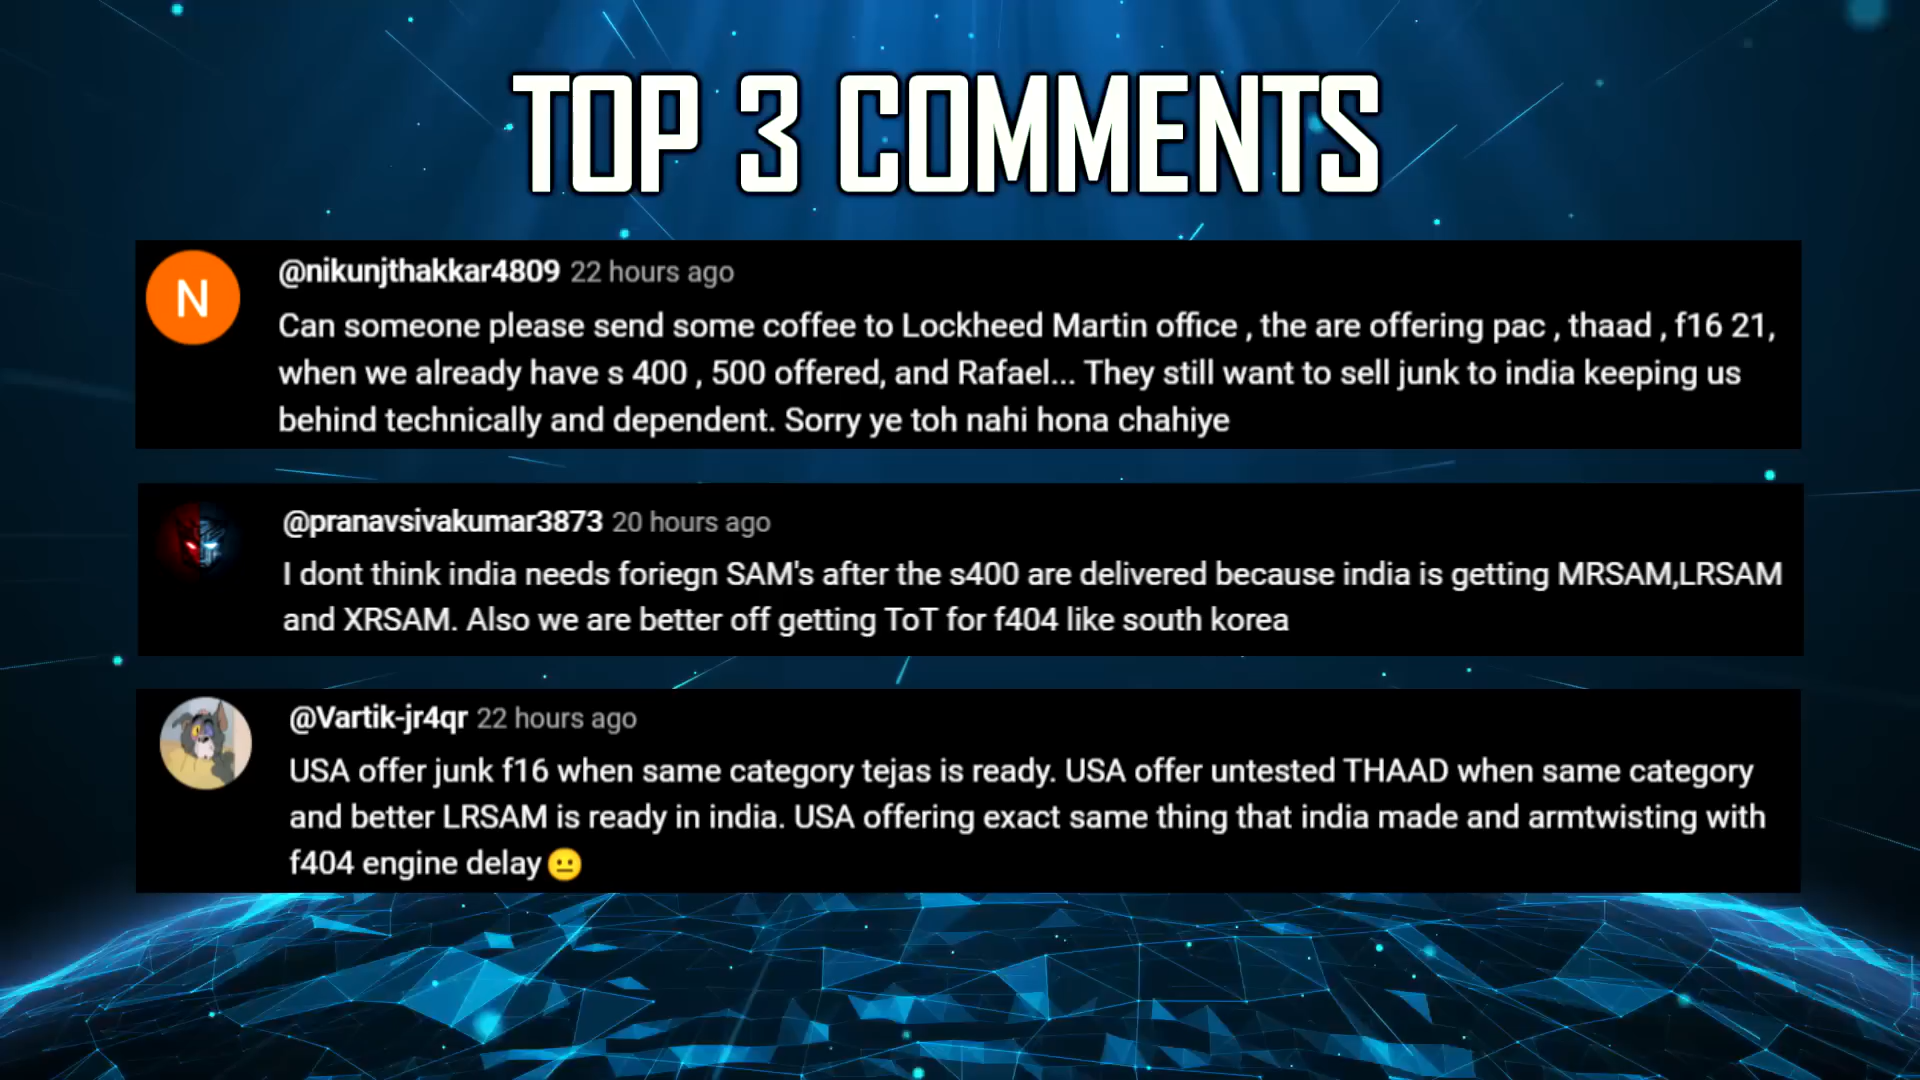 TOP 3 COMMENTS
N
@nikunjthakkar4809 22 hours ago
Can someone please send some coffee to Lockheed Martin office , the are offering pac , thaad , f16 21,
when we already have s 400 , 500 offered, and Rafael... They still want to sell junk to india keeping us
behind technically and dependent. Sorry ye toh nahi hona chahiye
@pranavsivakumar3873 20 hours ago
I dont think india needs foriegn SAM's after the s400 are delivered because india is getting MRSAM,LRSAM
and XRSAM. Also we are better off getting ToT for f404 like south korea
@Vartik-jr4qr 22 hours ago
USA offer junk f16 when same category tejas is ready. USA offer untested THAAD when same category
and better LRSAM is ready in india. USA offering exact same thing that india made and armtwisting with
f404 engine delay😐